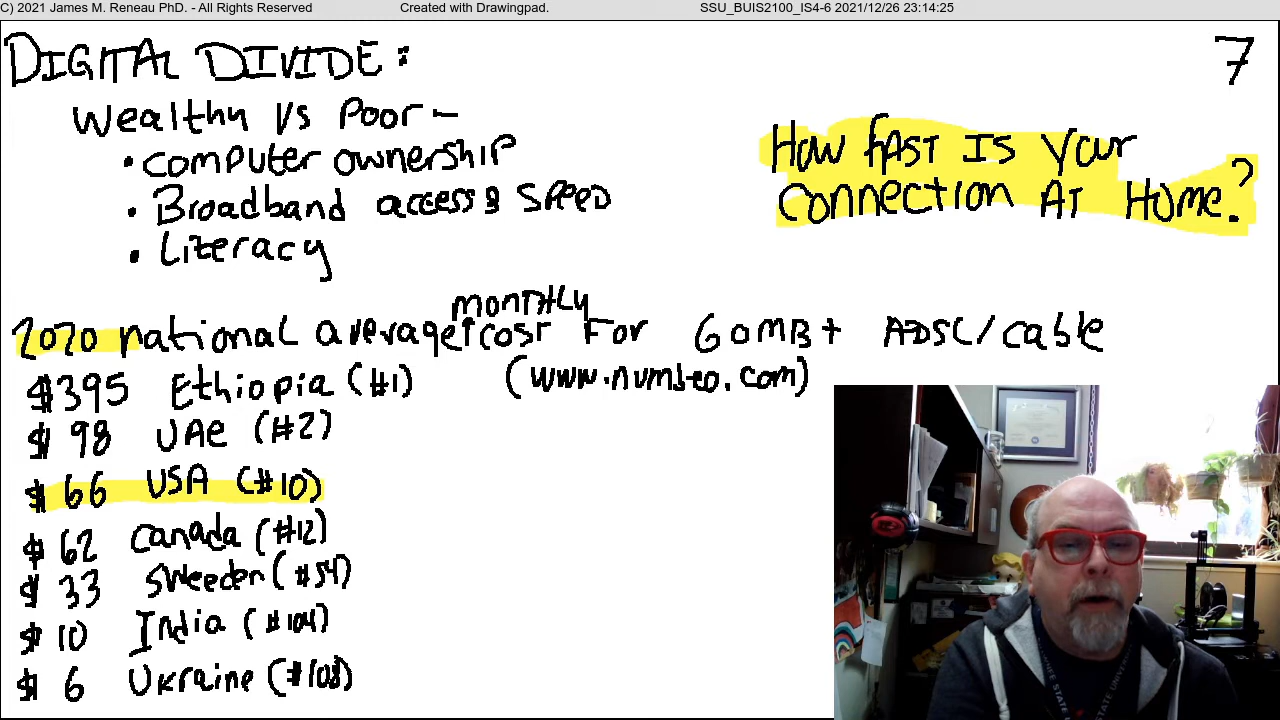 C) 2021 James M. Reneau PhD. - All Rights Reserved Created with Drawingpad. SSU_BUIS2100_IS4-6 2021/12/26 23:14:25
DIGITAL DIVIDE: 7
Wealthy VS Poor -
• COMPUTER OWNERSHIP
• Broadband access & SPEED
• Literacy
HOW FAST IS YOUR
CONNECTION AT HOME?
MONTHLY
2020 national average↑cost For 60MB+ ADSL/cable
$395 Ethiopia (#1) (www.numbeo.com)
$ 98 UAE (#2)
$ 66 USA (#10)
$ 62 Canada (#12)
$ 33 Sweeden (#54)
$ 10 India (#104)
$ 6 Ukraine (#108)
STATE UNIVERSITY